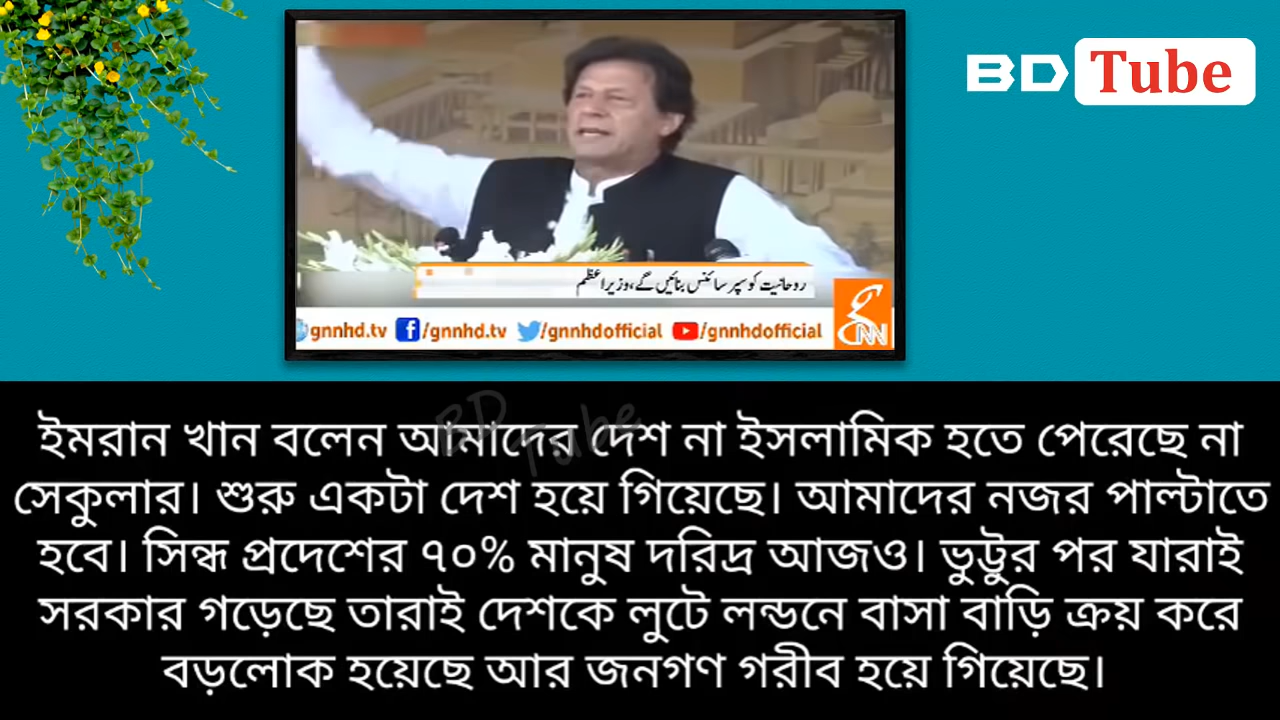 BD Tube
روحانیت کو سپر سائنس بنائیں گے، وزیراعظم
gnnhd.tv /gnnhd.tv /gnnhdofficial /gnnhdofficial
GNN
BD Tube
ইমরান খান বলেন আমাদের দেশ না ইসলামিক হতে পেরেছে না
সেকুলার। শুরু একটা দেশ হয়ে গিয়েছে। আমাদের নজর পাল্টাতে
হবে। সিন্ধ প্রদেশের ৭০% মানুষ দরিদ্র আজও। ভুট্টুর পর যারাই
সরকার গড়েছে তারাই দেশকে লুটে লন্ডনে বাসা বাড়ি ক্রয় করে
বড়লোক হয়েছে আর জনগণ গরীব হয়ে গিয়েছে।